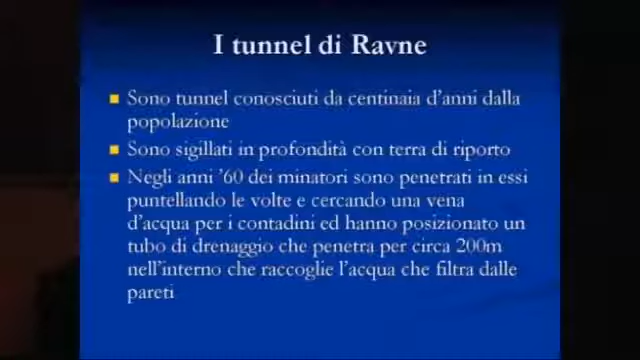 I tunnel di Ravne
Sono tunnel conosciuti da centinaia d'anni dalla
popolazione
Sono sigillati in profondità con terra di riporto
Negli anni '60 dei minatori sono penetrati in essi
puntellando le volte e cercando una vena
d'acqua per i contadini ed hanno posizionato un
tubo di drenaggio che penetra per circa 200m
nell'interno che raccoglie l'acqua che filtra dalle
pareti